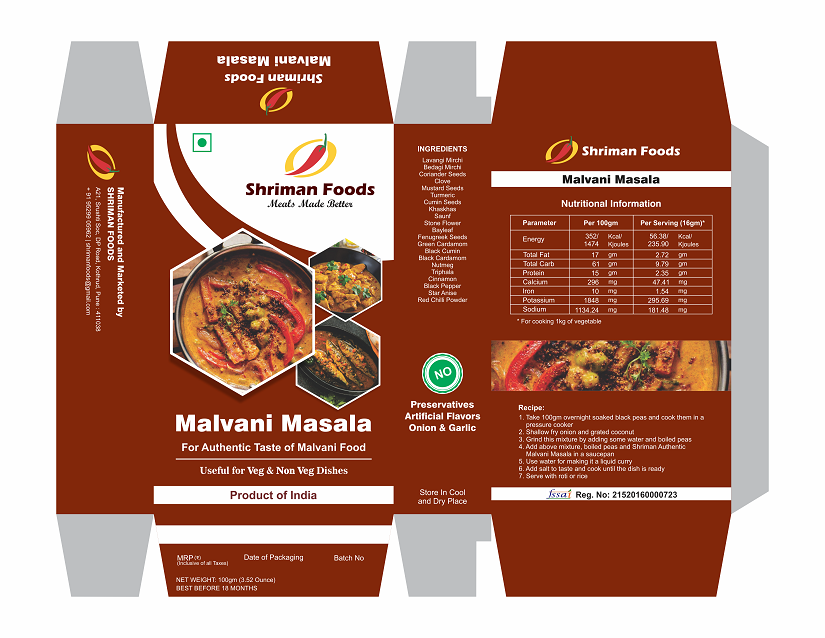 Malvani Masala
Shriman Foods
Manufactured and Marketed by
SHRIMAN FOODS
A21, Sruahti Soc, DP Road, Kothrud, Pune - 411038
shrimanfoods@gmail.com
Shriman Foods
Meals Made Better
Malvani Masala
For Authentic Taste of Malvani Food
Useful for Veg & Non Veg Dishes
Product of India
MRP (₹)
(Inclusive of all Taxes)
Date of Packaging
Batch No
NET WEIGHT: 100gm (3.52 Ounce)
BEST BEFORE 18 MONTHS
INGREDIENTS
Lavangi Mirchi
Bedagi Mirchi
Coriander Seeds
Clove
Mustard Seeds
Turmeric
Cumin Seeds
Khaskhas
Saunf
Stone Flower
Bayleaf
Fenugreek Seeds
Green Cardamom
Black Cumin
Black Cardamom
Nutmeg
Triphala
Cinnamon
Black Pepper
Star Anise
Red Chilli Powder
NO
Preservatives
Artificial Flavors
Onion & Garlic
Store In Cool
and Dry Place
Shriman Foods
Malvani Masala
Nutritional Information
Parameter Per 100gm Per Serving (16gm)*
Energy 352/ 1474 Kcal/ Kjoules 56.38/ 235.90 Kcal/ Kjoules
Total Fat 17 gm 2.72 gm
Total Carb 61 gm 9.79 gm
Protein 15 gm 2.35 gm
Calcium 296 mg 47.41 mg
Iron 10 mg 1.54 mg
Potassium 1848 mg 295.69 mg
Sodium 1134.24 mg 181.48 mg
* For cooking 1kg of vegetable
Recipe:
1. Take 100gm overnight soaked black peas and cook them in a
pressure cooker
2. Shallow fry onion and grated coconut
3. Grind this mixture by adding some water and boiled peas
4. Add above mixture, boiled peas and Shriman Authentic
Malvani Masala in a saucepan
5. Use water for making it a liquid curry
6. Add salt to taste and cook until the dish is ready
7. Serve with roti or rice
fssai Reg. No: 21520160000723